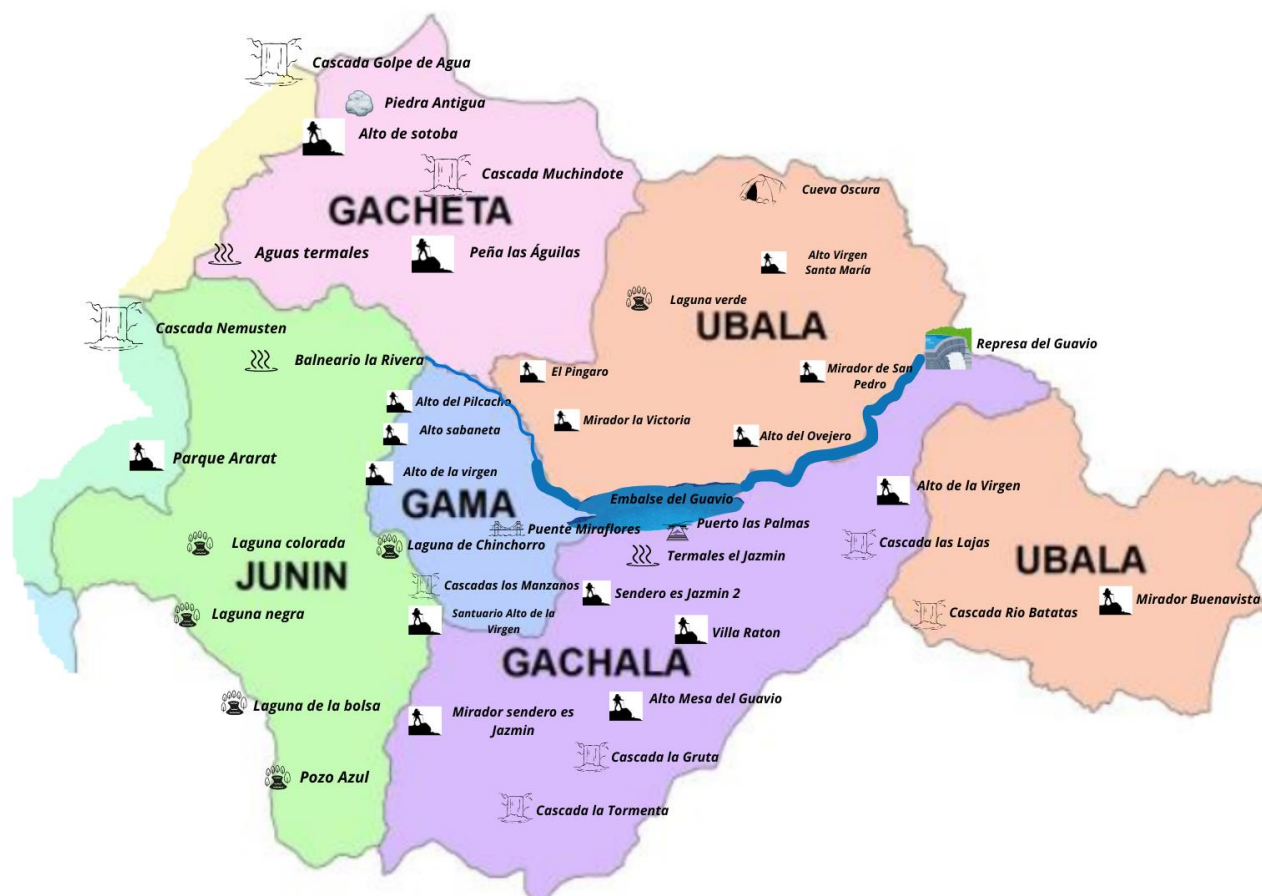 Cascada Golpe de Agua
Piedra Antigua
Alto de sotoba
Cascada Muchindote
GACHETA
Cueva Oscura
Aguas termales
Peña las Águilas
Alto Virgen
Santa María
Laguna verde
UBALA
Cascada Nemusten
Represa del Guavio
Balneario la Rivera
El Pingaro
Mirador de San
Pedro
Alto del Pilcacho
Mirador la Victoria
Alto sabaneta
Alto del Ovejero
Parque Ararat
Alto de la virgen
GAMA
Embalse del Guavio
Alto de la Virgen
Puente Miraflores
Puerto las Palmas
Laguna colorada
Laguna de Chinchorro
Termales el Jazmin
Cascada las Lajas
JUNIN
UBALA
Cascadas los Manzanos
Sendero es Jazmin 2
Mirador Buenavista
Laguna negra
Santuario Alto de la
Virgen
Cascada Rio Batatas
Villa Raton
GACHALA
Laguna de la bolsa
Mirador sendero es
Jazmin
Alto Mesa del Guavio
Cascada la Gruta
Pozo Azul
Cascada la Tormenta